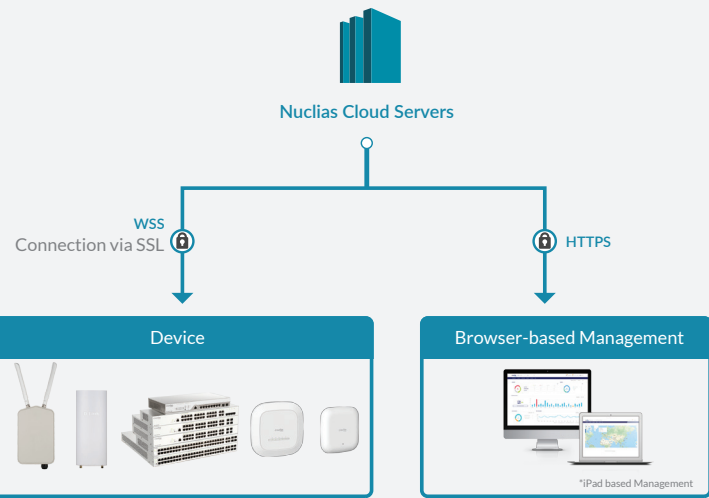 Nuclias Cloud Servers
WSS
Connection via SSL
HTTPS
Device
Browser-based Management
*iPad based Management